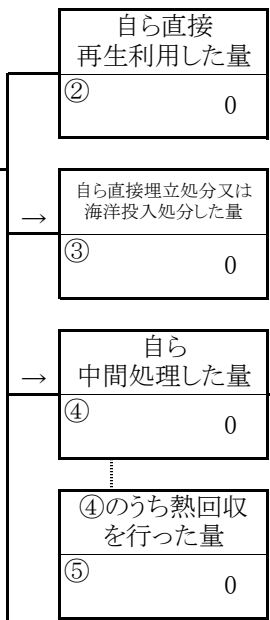 自ら直接
再生利用した量
②
0
自ら直接埋立処分又は
海洋投入処分した量
→
③
0
自ら
中間処理した量
→
④
0
④のうち熱回収
を行った量
⑤
0